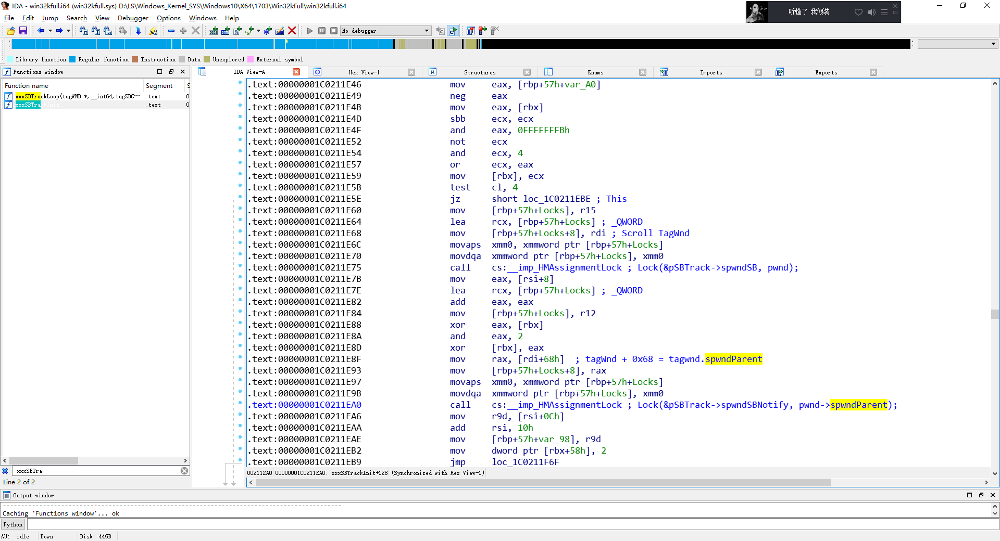 IDA - win32kfull.i64 (win32kfull.sys) D:\LS\Windows_Kernel_SYS\Windows10\X64\1703\Win32kFull\win32kfull.i64
听懂了 我假装
File Edit Jump Search View Debugger Options Windows Help
No debugger
Library function Regular function Instruction Data Unexplored External symbol
Functions window
IDA View-A Hex View-1 Structures Enums Imports Exports
Function name Segment S
xxxSBTrackLoop(tagWND *,__int64,tagSBC… .text 0
xxxSBTrackInit .text 0
.text:00000001C0211E46 mov eax, [rbp+57h+var_A0]
.text:00000001C0211E49 neg eax
.text:00000001C0211E4B mov eax, [rbx]
.text:00000001C0211E4D sbb ecx, ecx
.text:00000001C0211E4F and eax, 0FFFFFFFBh
.text:00000001C0211E52 not ecx
.text:00000001C0211E54 and ecx, 4
.text:00000001C0211E57 or ecx, eax
.text:00000001C0211E59 mov [rbx], ecx
.text:00000001C0211E5B test cl, 4
.text:00000001C0211E5E jz short loc_1C0211EBE ; This
.text:00000001C0211E60 mov [rbp+57h+Locks], r15
.text:00000001C0211E64 lea rcx, [rbp+57h+Locks] ; _QWORD
.text:00000001C0211E68 mov [rbp+57h+Locks+8], rdi ; Scroll TagWnd
.text:00000001C0211E6C movaps xmm0, xmmword ptr [rbp+57h+Locks]
.text:00000001C0211E70 movdqa xmmword ptr [rbp+57h+Locks], xmm0
.text:00000001C0211E75 call cs:__imp_HMAssignmentLock ; Lock(&pSBTrack->spwndSB, pwnd);
.text:00000001C0211E7B mov eax, [rsi+8]
.text:00000001C0211E7E lea rcx, [rbp+57h+Locks] ; _QWORD
.text:00000001C0211E82 add eax, eax
.text:00000001C0211E84 mov [rbp+57h+Locks], r12
.text:00000001C0211E88 xor eax, [rbx]
.text:00000001C0211E8A and eax, 2
.text:00000001C0211E8D xor [rbx], eax
.text:00000001C0211E8F mov rax, [rdi+68h] ; tagWnd + 0x68 = tagwnd.spwndParent
.text:00000001C0211E93 mov [rbp+57h+Locks+8], rax
.text:00000001C0211E97 movaps xmm0, xmmword ptr [rbp+57h+Locks]
.text:00000001C0211E9B movdqa xmmword ptr [rbp+57h+Locks], xmm0
.text:00000001C0211EA0 call cs:__imp_HMAssignmentLock ; Lock(&pSBTrack->spwndSBNotify, pwnd->spwndParent);
.text:00000001C0211EA6 mov r9d, [rsi+0Ch]
.text:00000001C0211EAA add rsi, 10h
.text:00000001C0211EAE mov [rbp+57h+var_98], r9d
.text:00000001C0211EB2 mov dword ptr [rbx+58h], 2
.text:00000001C0211EB9 jmp loc_1C0211F6F
002112A0 00000001C0211EA0: xxxSBTrackInit+128 (Synchronized with Hex View-1)
xxxSBTra
Line 2 of 2
Output window
Caching 'Functions window'... ok
Python
AU: idle Down Disk: 44GB